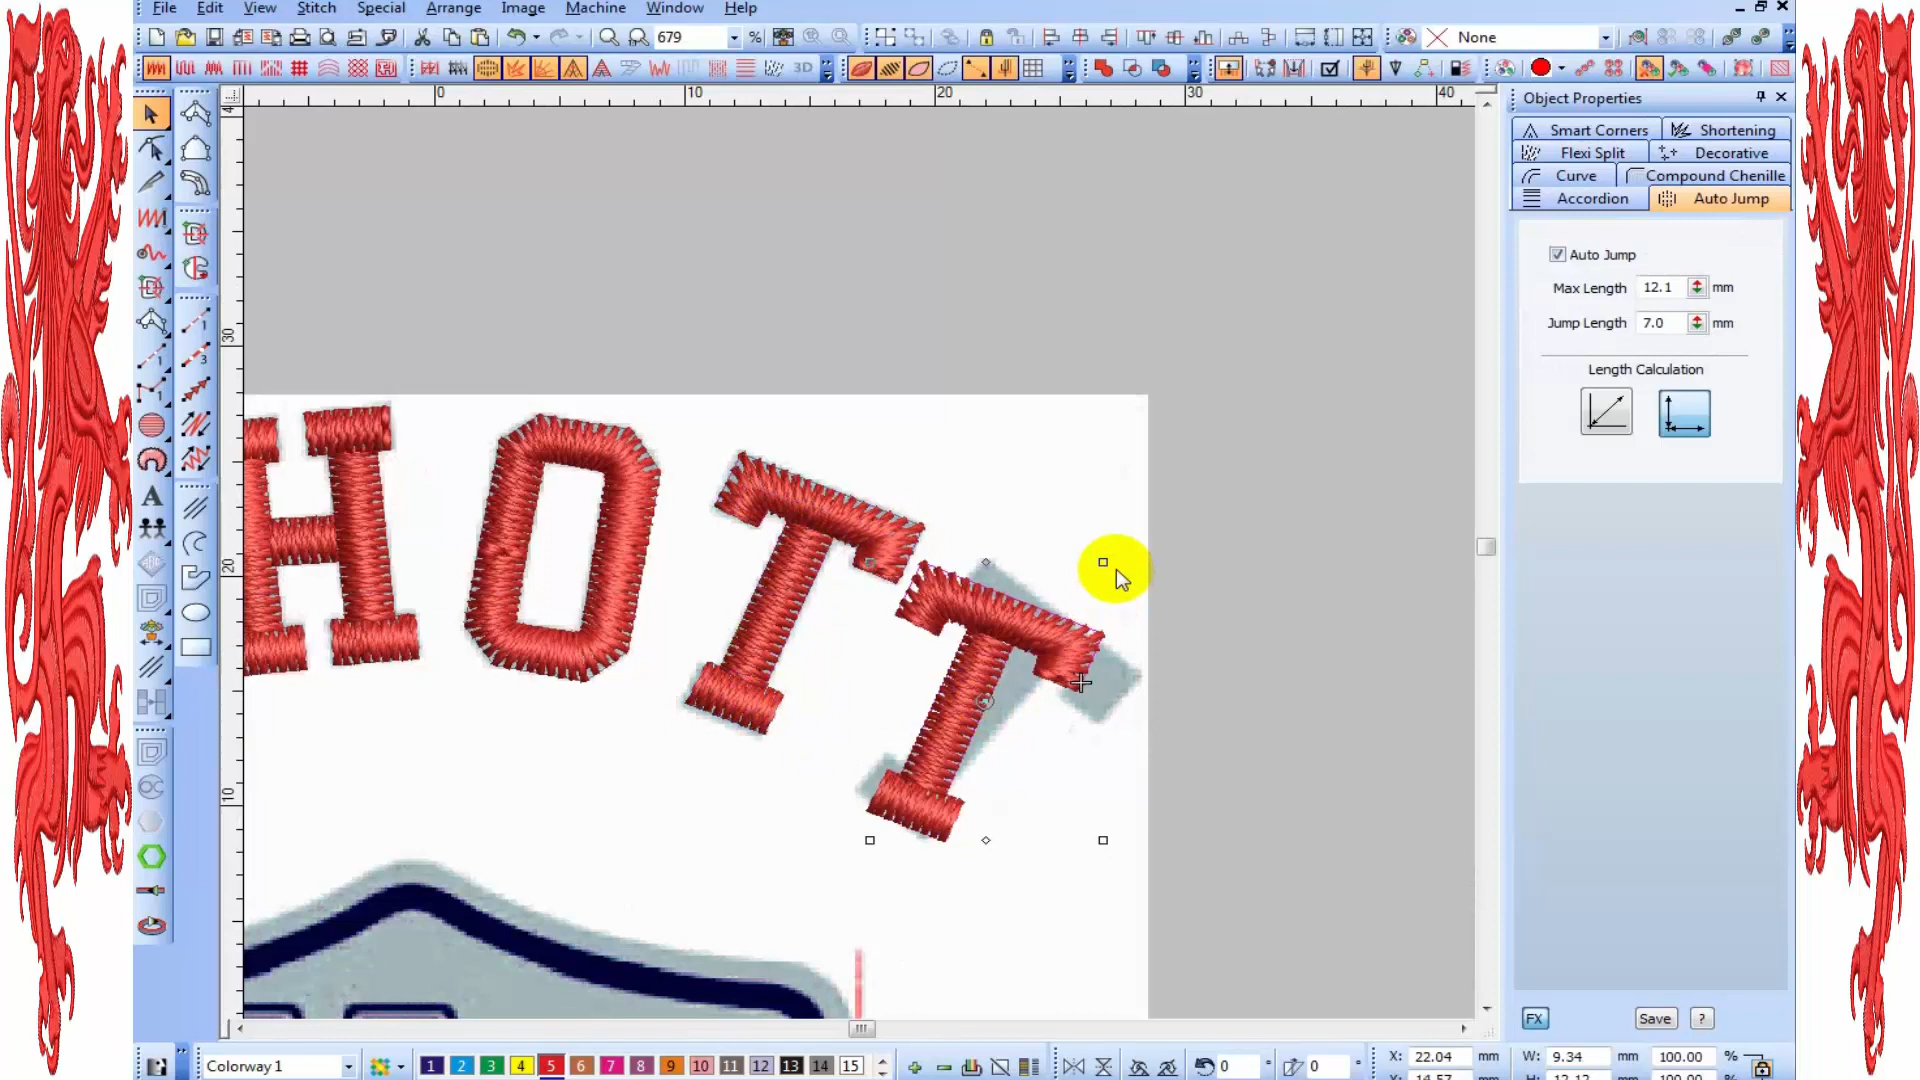 File Edit Stitch Special Arrange Image Machine Window Help
679 % None
3D
0 10 20 30 40
Object Properties
Smart Corners Shortening
Flexi Split Decorative
Curve Compound Chenille
Accordion Auto Jump
Auto Jump
Max Length 12.1 mm
Jump Length 7.0 mm
Length Calculation
30
20
10
HOTT
FX Save ?
Colorway 1 1 2 3 4 5 6 7 8 9 10 11 12 13 14 15 0 ° 0 ° X: 22.04 mm W: 9.34 mm 100.00 %